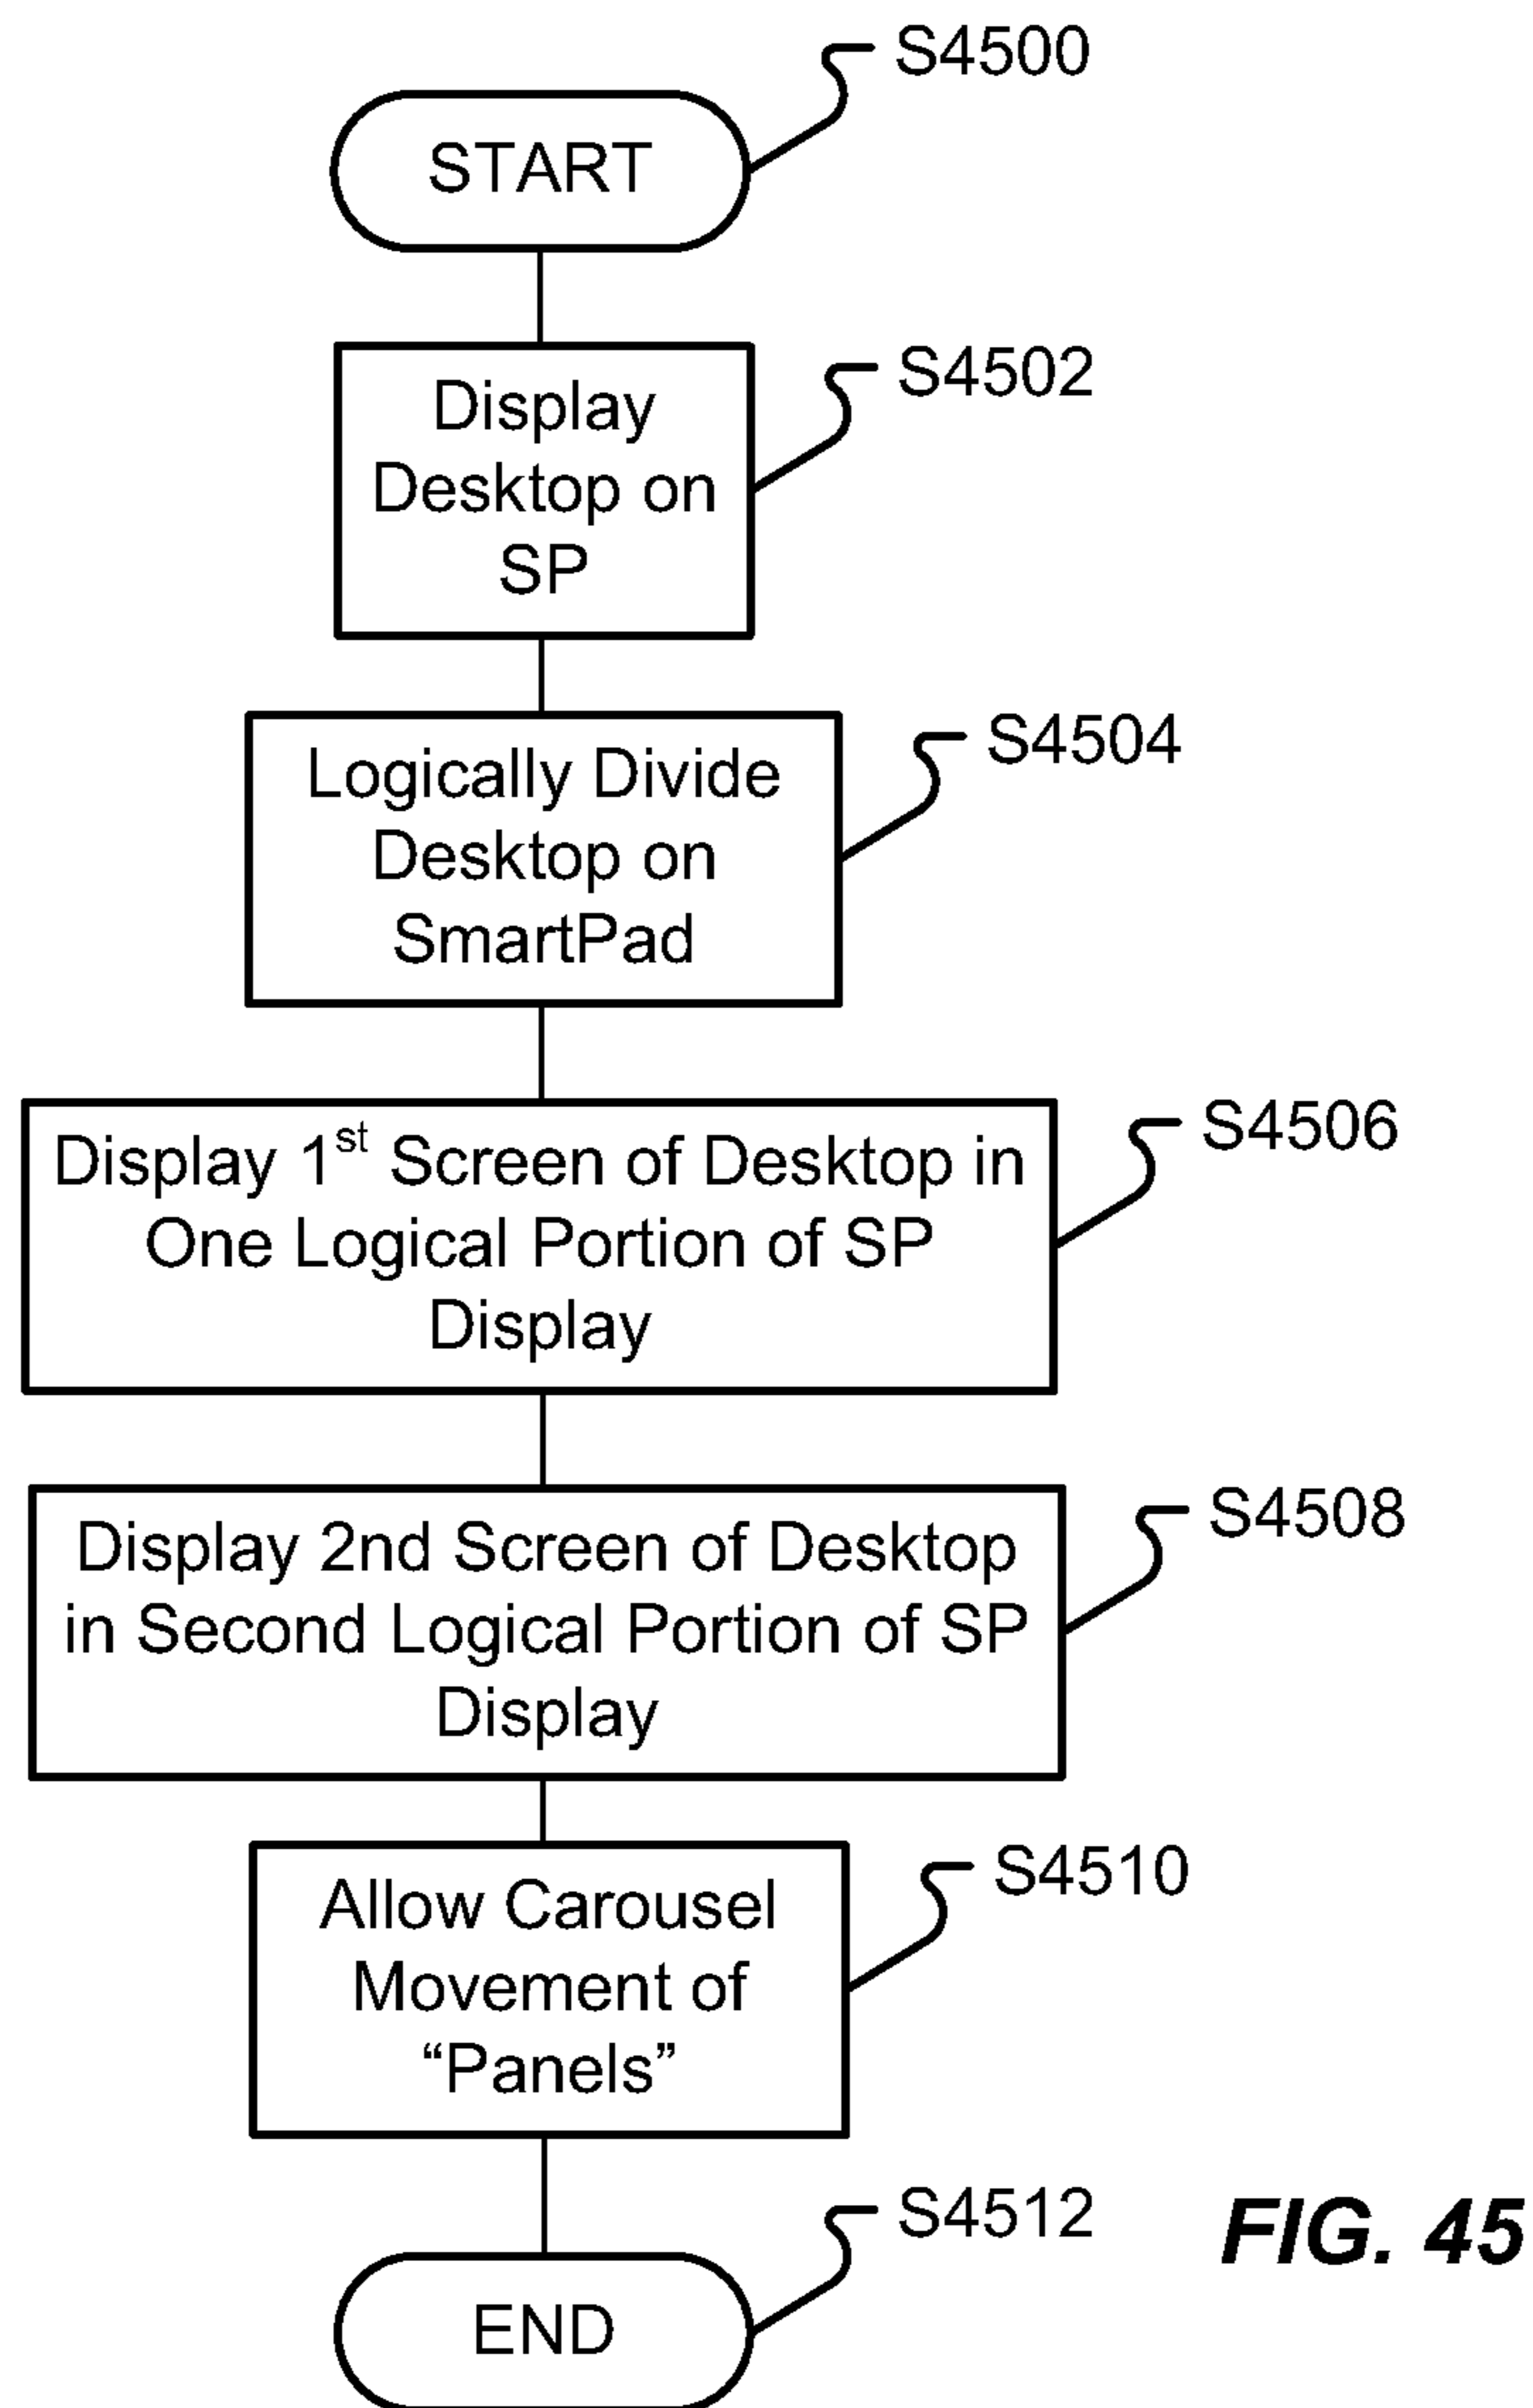 S4500
START
S4502
Display
Desktop on
SP
S4504
Logically Divide
Desktop on
SmartPad
S4506
Display 1st Screen of Desktop in
One Logical Portion of SP
Display
S4508
Display 2nd Screen of Desktop
in Second Logical Portion of SP
Display
S4510
Allow Carousel
Movement of
“Panels”
S4512
END
FIG. 45